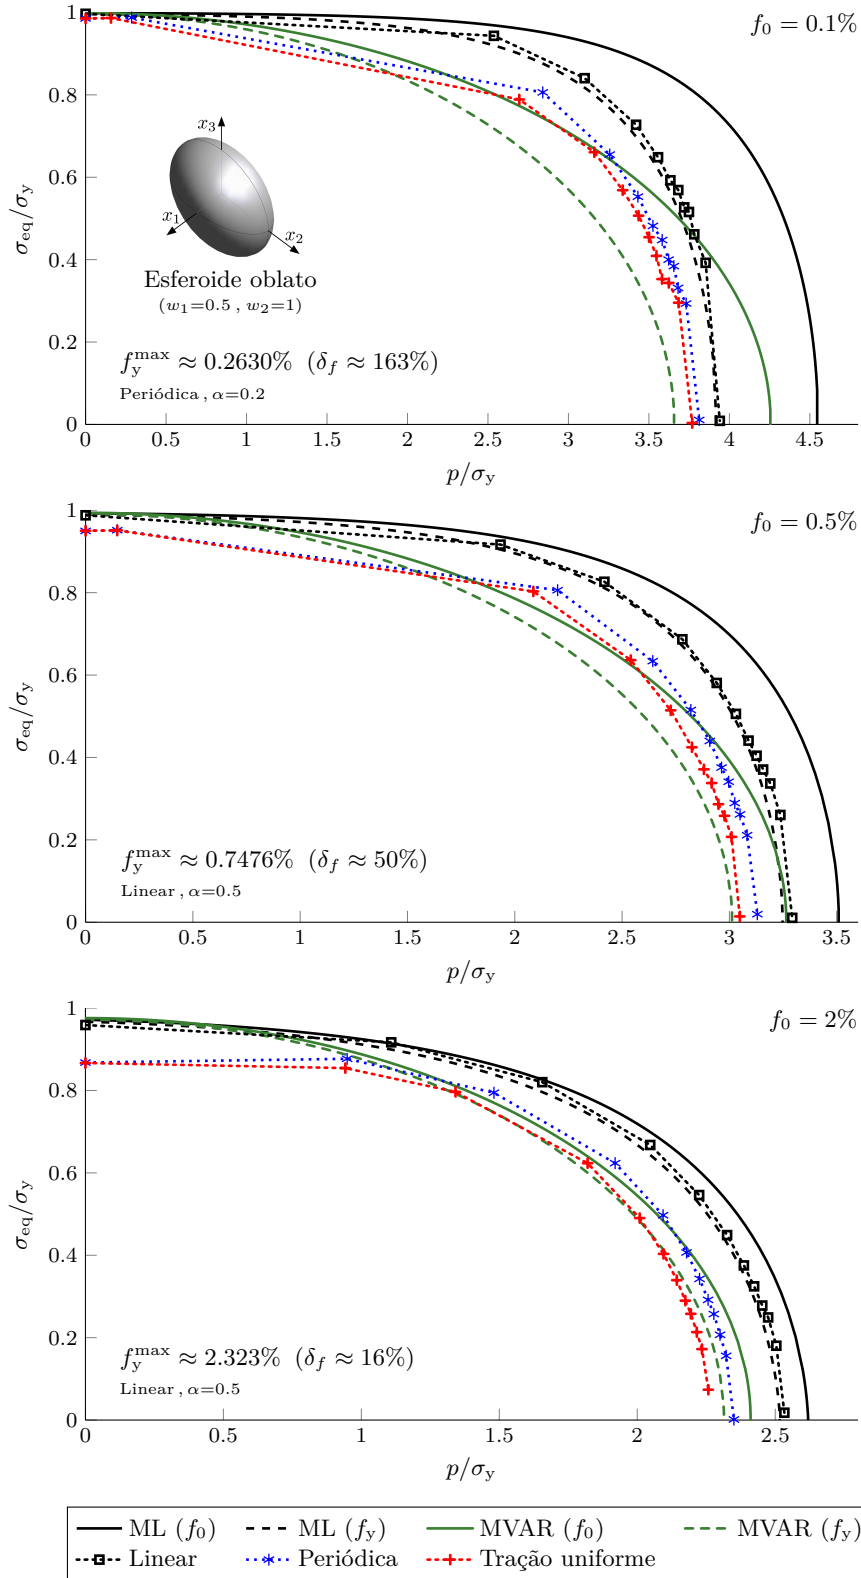 f₀ = 0.1%
1
0.8
0.6
0.4
0.2
0
σeq/σy
x₃
x₁
x₂
Esferoide oblato
(w₁=0.5 , w₂=1)
fyᵐᵃˣ ≈ 0.2630% (δf ≈ 163%)
Periódica , α=0.2
0 0.5 1 1.5 2 2.5 3 3.5 4 4.5
p/σy
f₀ = 0.5%
1
0.8
0.6
0.4
0.2
0
σeq/σy
fyᵐᵃˣ ≈ 0.7476% (δf ≈ 50%)
Linear , α=0.5
0 0.5 1 1.5 2 2.5 3 3.5
p/σy
f₀ = 2%
1
0.8
0.6
0.4
0.2
0
σeq/σy
fyᵐᵃˣ ≈ 2.323% (δf ≈ 16%)
Linear , α=0.5
0 0.5 1 1.5 2 2.5
p/σy
ML (f₀) ML (fy) MVAR (f₀) MVAR (fy)
Linear Periódica Tração uniforme